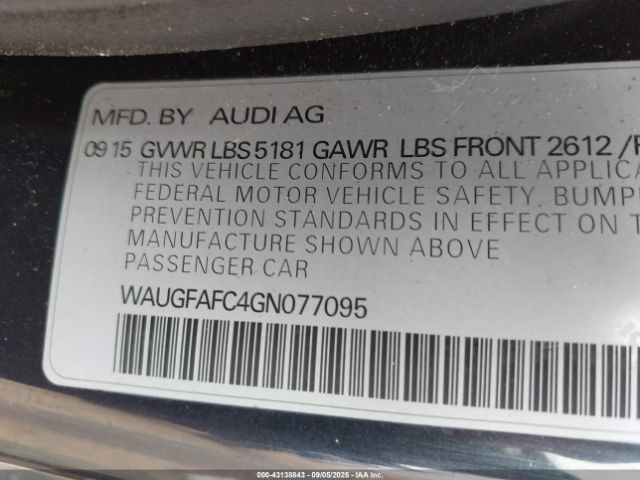 MFD. BY AUDI AG
09 15 GVWR LBS 5181 GAWR LBS FRONT 2612 /
THIS VEHICLE CONFORMS TO ALL
FEDERAL MOTOR VEHICLE SAFETY, BUMP
PREVENTION STANDARDS IN EFFECT ON
MANUFACTURE SHOWN ABOVE
PASSENGER CAR
WAUGFAFC4GN077095
000-43138843 - 09/05/2025 - IAA Inc.